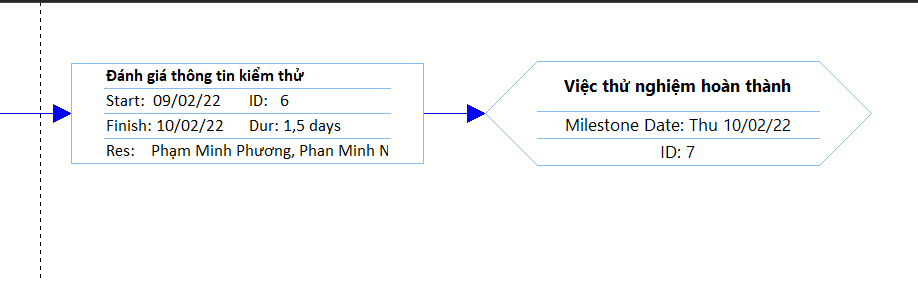 Đánh giá thông tin kiểm thử
Start: 09/02/22 ID: 6
Finish: 10/02/22 Dur: 1,5 days
Res: Phạm Minh Phương, Phan Minh N
Việc thử nghiệm hoàn thành
Milestone Date: Thu 10/02/22
ID: 7